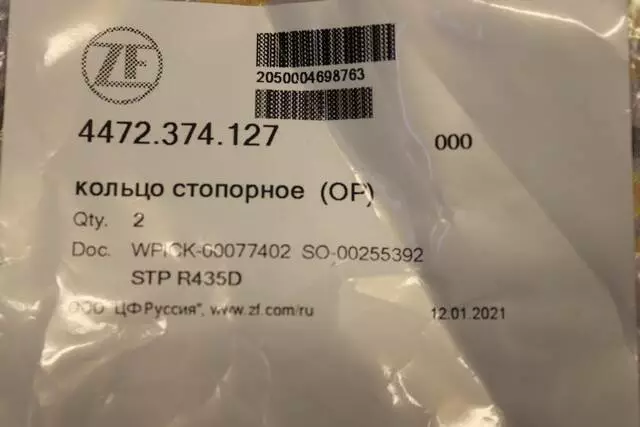 ZF
2050004698763
4472.374.127 000
кольцо стопорное (ОР)
Qty. 2
Doc. WPICK-00077402 SO-00255392
STP R435D
ООО "ЦФ Руссия", www.zf.com/ru 12.01.2021